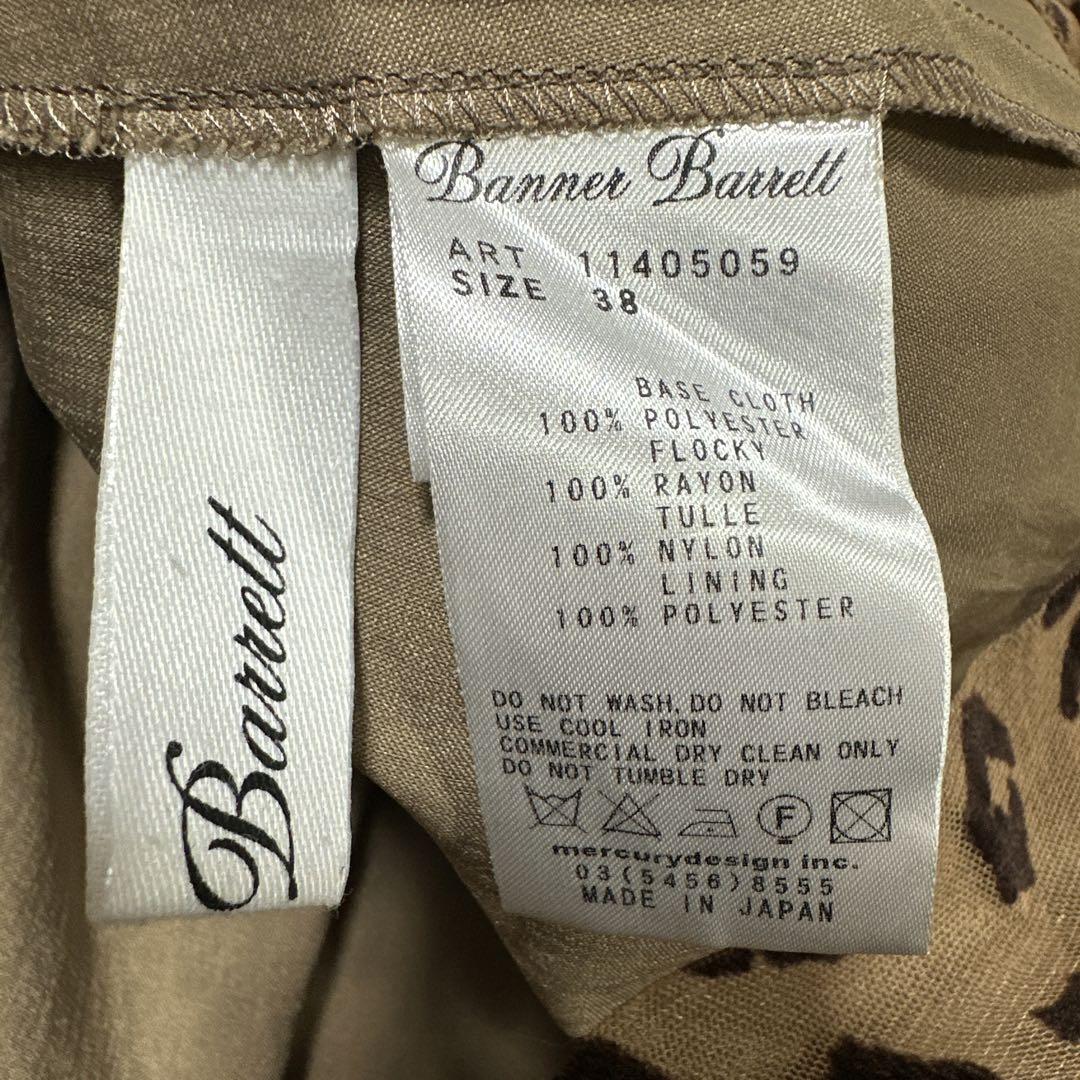 Barrett
Banner Barrett
ART 11405059
SIZE 38
BASE CLOTH
100% POLYESTER
FLOCKY
100% RAYON
TULLE
100% NYLON
LINING
100% POLYESTER
DO NOT WASH,DO NOT BLEACH
USE COOL IRON
COMMERCIAL DRY CLEAN ONLY
DO NOT TUMBLE DRY
F
mercurydesign inc.
03(5456)8555
MADE IN JAPAN